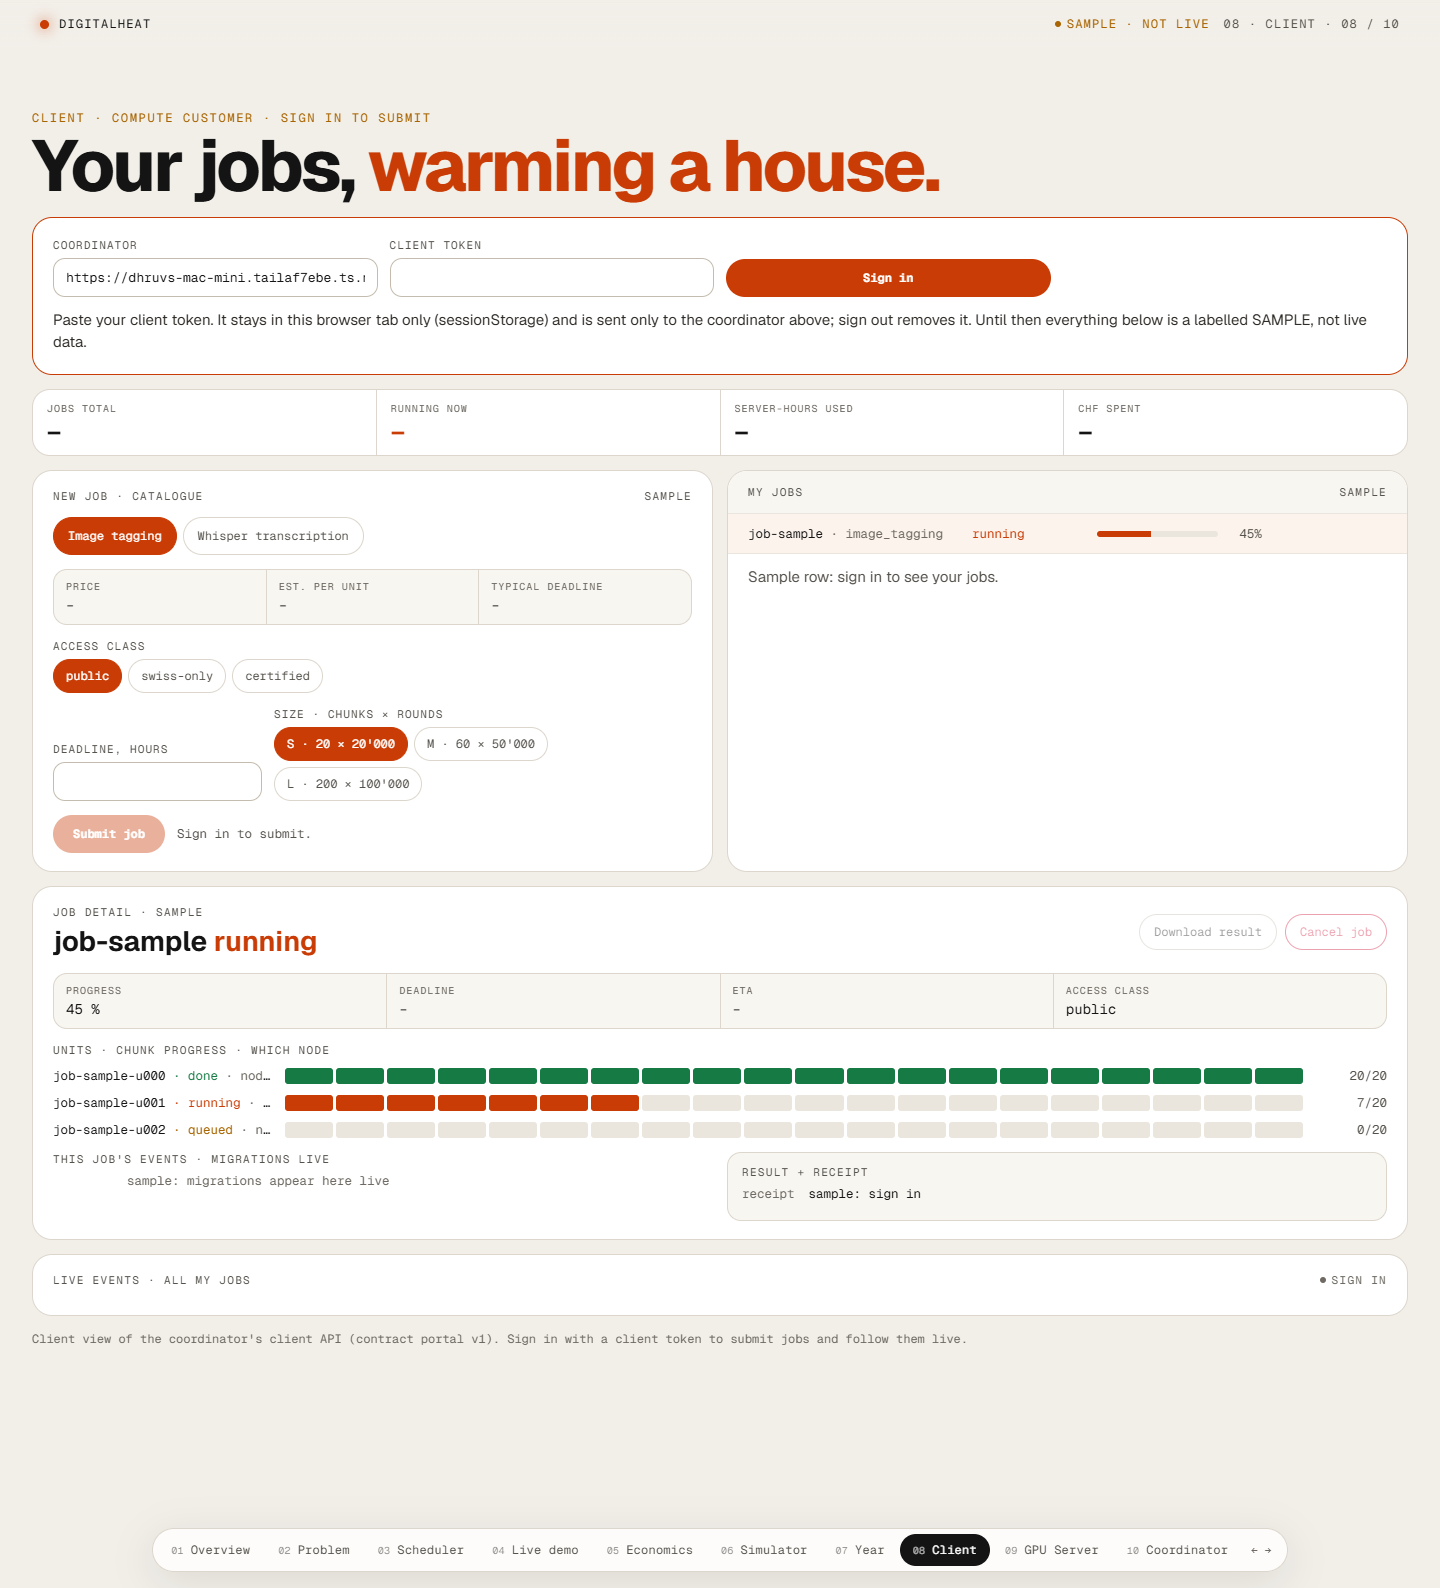 DIGITALHEAT
SAMPLE · NOT LIVE 08 · CLIENT · 08 / 10
CLIENT · COMPUTE CUSTOMER · SIGN IN TO SUBMIT
Your jobs, warming a house.
COORDINATOR
CLIENT TOKEN
https://dhruvs-mac-mini.tailaf7ebe.ts.
Sign in
Paste your client token. It stays in this browser tab only (sessionStorage) and is sent only to the coordinator above; sign out removes it. Until then everything below is a labelled SAMPLE, not live
data.
JOBS TOTAL
–
RUNNING NOW
–
SERVER-HOURS USED
–
CHF SPENT
–
NEW JOB · CATALOGUE
SAMPLE
Image tagging
Whisper transcription
PRICE
-
EST. PER UNIT
-
TYPICAL DEADLINE
-
ACCESS CLASS
public
swiss-only
certified
DEADLINE, HOURS
SIZE · CHUNKS × ROUNDS
S · 20 × 20'000
M · 60 × 50'000
L · 200 × 100'000
Submit job
Sign in to submit.
MY JOBS
SAMPLE
job-sample · image_tagging running 45%
Sample row: sign in to see your jobs.
JOB DETAIL · SAMPLE
job-sample running
Download result
Cancel job
PROGRESS
45 %
DEADLINE
-
ETA
-
ACCESS CLASS
public
UNITS · CHUNK PROGRESS · WHICH NODE
job-sample-u000 · done · nod… 20/20
job-sample-u001 · running · … 7/20
job-sample-u002 · queued · n… 0/20
THIS JOB'S EVENTS · MIGRATIONS LIVE
sample: migrations appear here live
RESULT + RECEIPT
receipt sample: sign in
LIVE EVENTS · ALL MY JOBS
SIGN IN
Client view of the coordinator's client API (contract portal v1). Sign in with a client token to submit jobs and follow them live.
01 Overview 02 Problem 03 Scheduler 04 Live demo 05 Economics 06 Simulator 07 Year 08 Client 09 GPU Server 10 Coordinator ← →